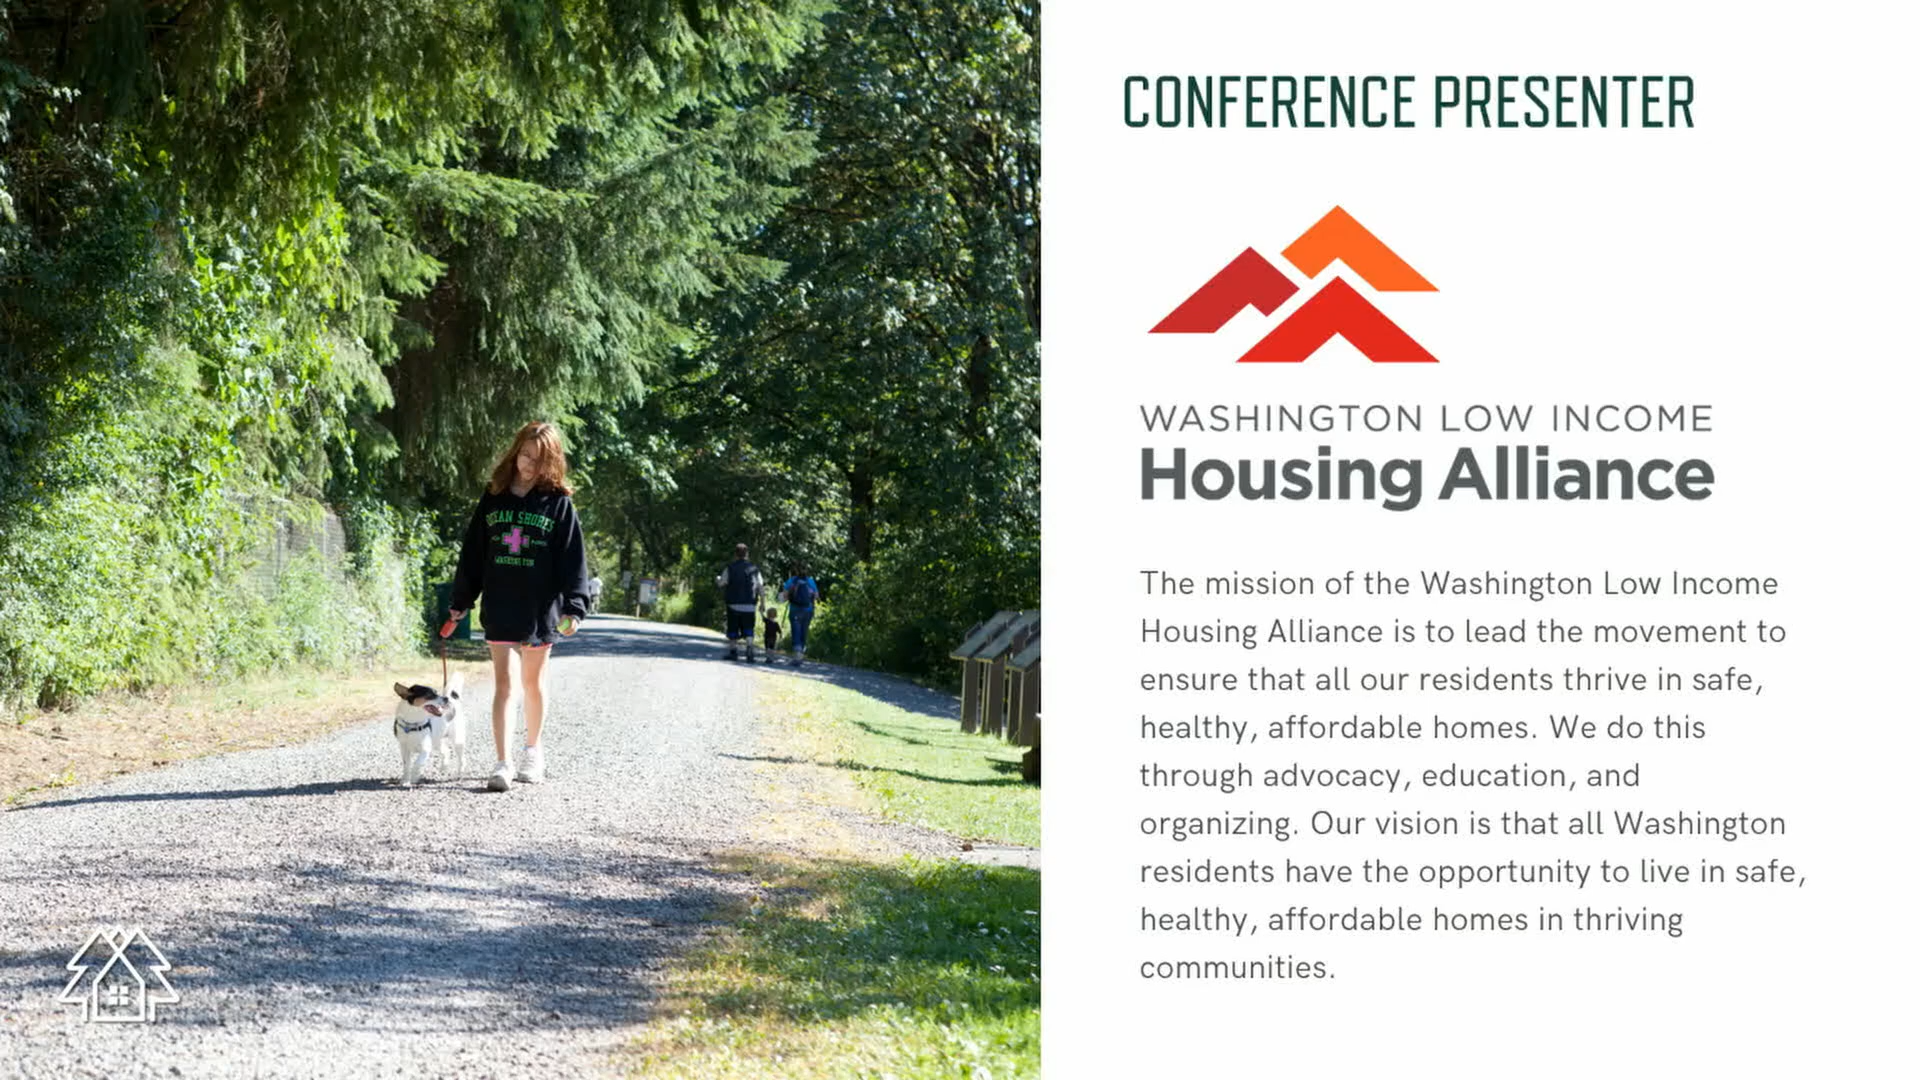 CONFERENCE PRESENTER
WASHINGTON LOW INCOME
Housing Alliance
The mission of the Washington Low Income
Housing Alliance is to lead the movement to
ensure that all our residents thrive in safe,
healthy, affordable homes. We do this
through advocacy, education, and
organizing. Our vision is that all Washington
residents have the opportunity to live in safe,
healthy, affordable homes in thriving
communities.
OCEAN SHORES
WASHINGTON